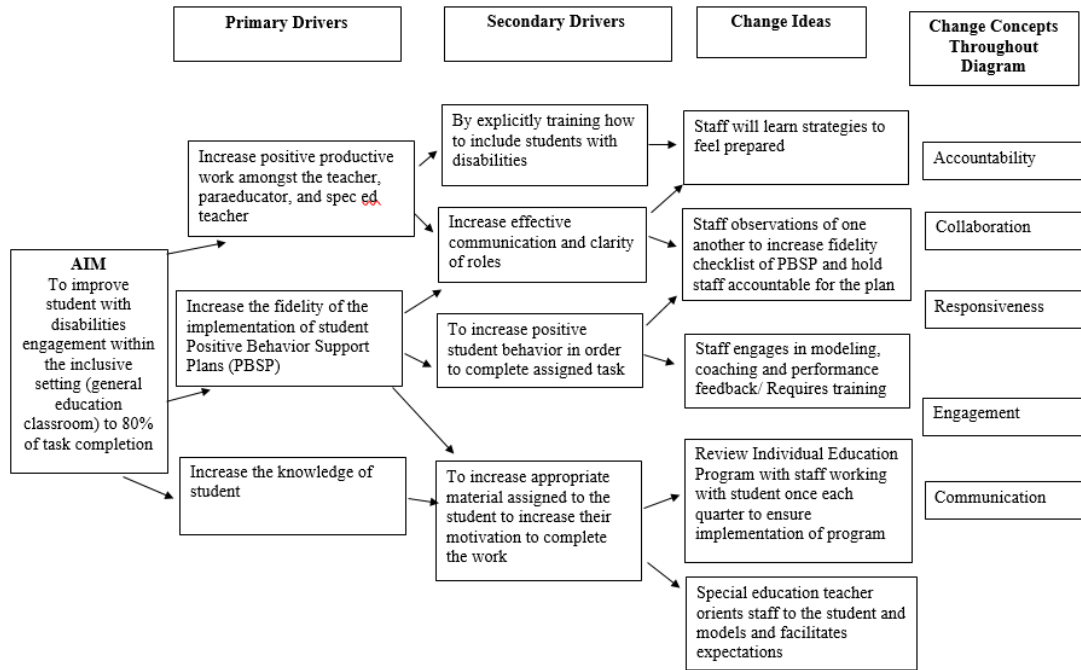 Primary Drivers
Secondary Drivers
Change Ideas
Change Concepts
Throughout
Diagram
AIM
To improve
student with
disabilities
engagement within
the inclusive
setting (general
education
classroom) to 80%
of task completion
Increase positive productive
work amongst the teacher,
paraeducator, and spec ed
teacher
Increase the fidelity of the
implementation of student
Positive Behavior Support
Plans (PBSP)
Increase the knowledge of
student
By explicitly training how
to include students with
disabilities
Increase effective
communication and clarity
of roles
To increase positive
student behavior in order
to complete assigned task
To increase appropriate
material assigned to the
student to increase their
motivation to complete
the work
Staff will learn strategies to
feel prepared
Staff observations of one
another to increase fidelity
checklist of PBSP and hold
staff accountable for the plan
Staff engages in modeling,
coaching and performance
feedback/ Requires training
Review Individual Education
Program with staff working
with student once each
quarter to ensure
implementation of program
Special education teacher
orients staff to the student and
models and facilitates
expectations
Accountability
Collaboration
Responsiveness
Engagement
Communication